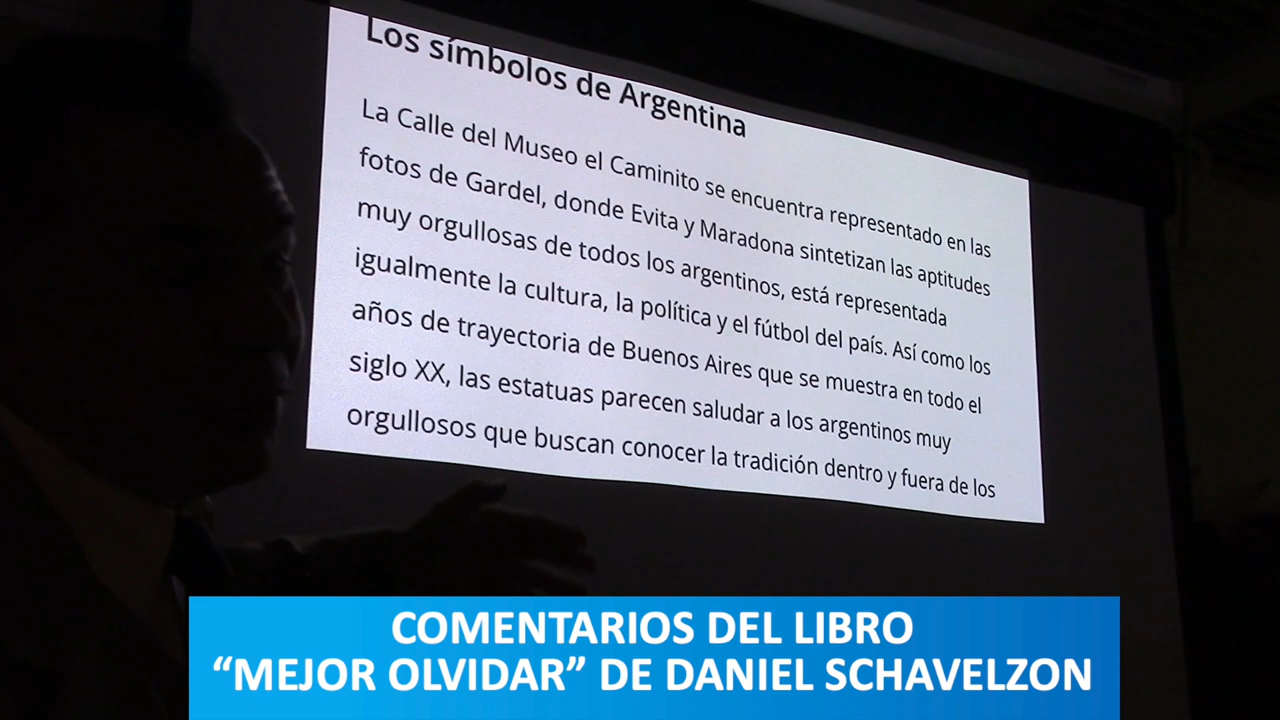 Los símbolos de Argentina
La Calle del Museo el Caminito se encuentra representado en las
fotos de Gardel, donde Evita y Maradona sintetizan las aptitudes
muy orgullosas de todos los argentinos, está representada
igualmente la cultura, la política y el fútbol del país. Así como los
años de trayectoria de Buenos Aires que se muestra en todo el
siglo XX, las estatuas parecen saludar a los argentinos muy
orgullosos que buscan conocer la tradición dentro y fuera de los
COMENTARIOS DEL LIBRO
“MEJOR OLVIDAR” DE DANIEL SCHAVELZON